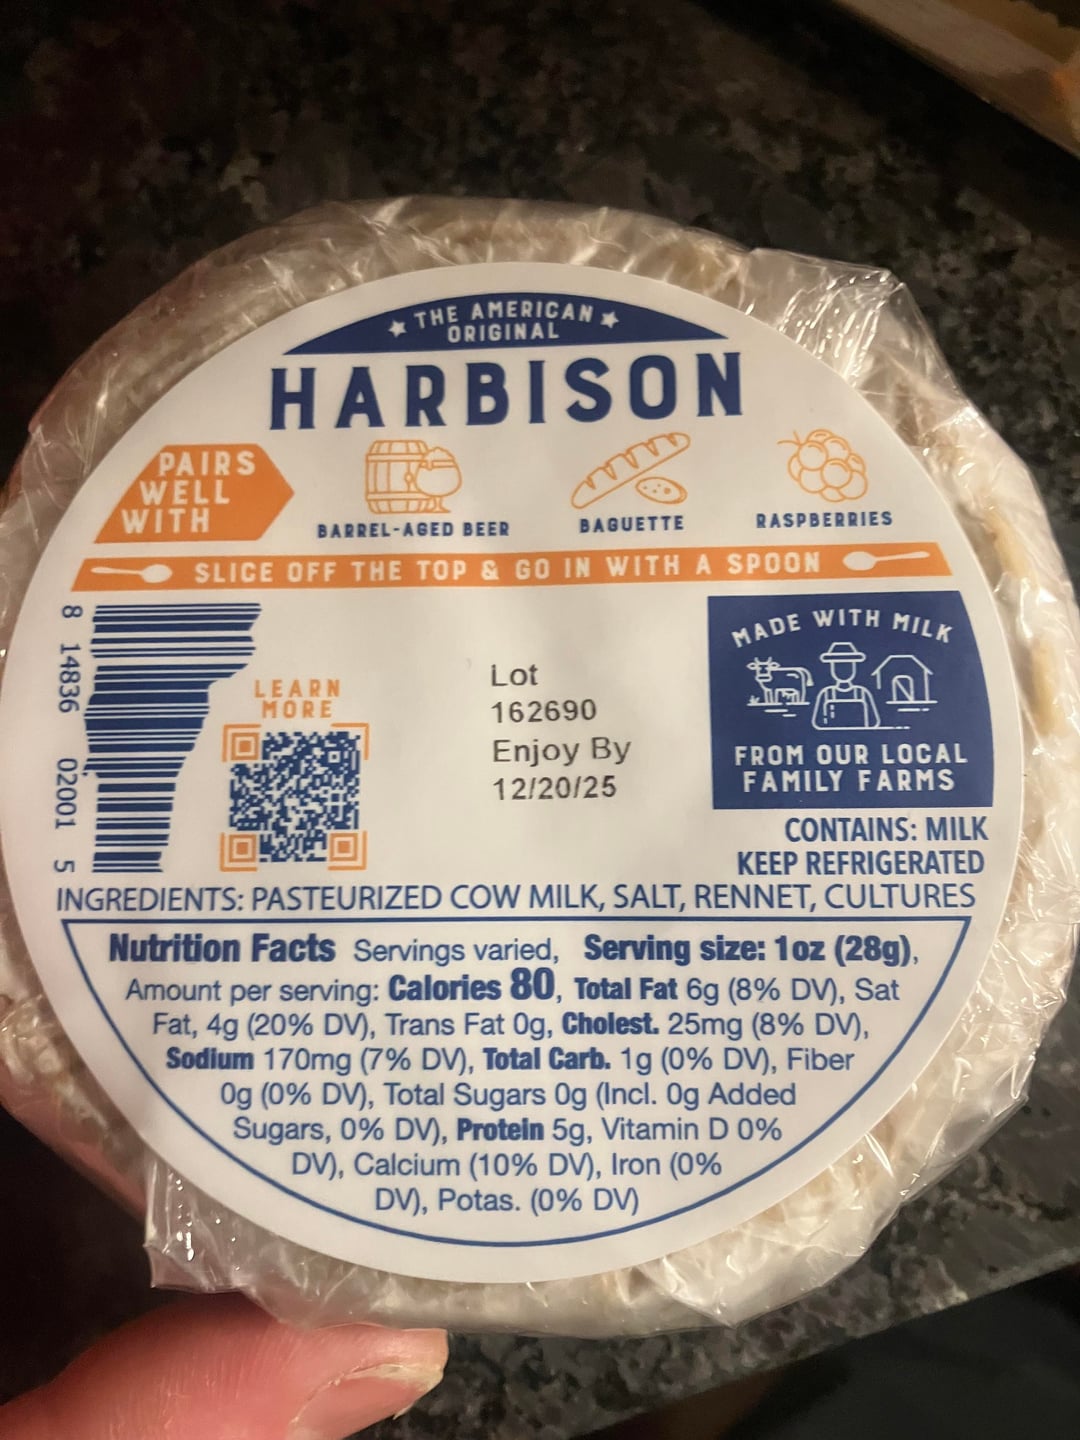 THE AMERICAN
ORIGINAL
HARBISON
PAIRS
WELL
WITH
BARREL-AGED BEER
BAGUETTE
RASPBERRIES
SLICE OFF THE TOP & GO IN WITH A SPOON
8 14836 02001 5
LEARN
MORE
Lot
162690
Enjoy By
12/20/25
MADE WITH MILK
FROM OUR LOCAL
FAMILY FARMS
CONTAINS: MILK
KEEP REFRIGERATED
INGREDIENTS: PASTEURIZED COW MILK, SALT, RENNET, CULTURES
Nutrition Facts Servings varied, Serving size: 1oz (28g),
Amount per serving: Calories 80, Total Fat 6g (8% DV), Sat
Fat, 4g (20% DV), Trans Fat 0g, Cholest. 25mg (8% DV),
Sodium 170mg (7% DV), Total Carb. 1g (0% DV), Fiber
0g (0% DV), Total Sugars 0g (Incl. 0g Added
Sugars, 0% DV), Protein 5g, Vitamin D 0%
DV), Calcium (10% DV), Iron (0%
DV), Potas. (0% DV)